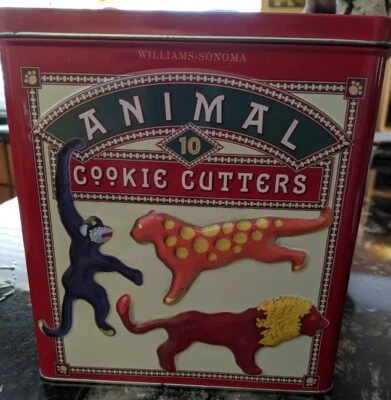 WILLIAMS-SONOMA
ANIMAL
10
COOKIE CUTTERS